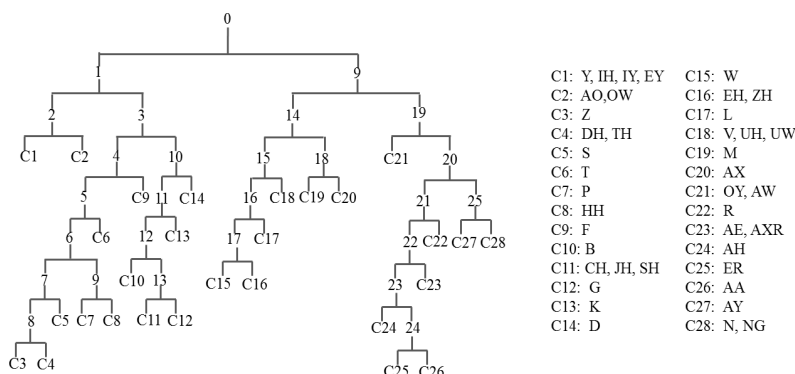 0
1 9
2 3 14 19
C1 C2 4 10 15 18 C21 20
5 C9 11 C14 16 C18 C19 C20 21 25
6 C6 12 C13 17 C17 22 C22 C27 C28
7 9 C10 13 C15 C16 23 C23
8 C5 C7 C8 C11 C12 C24 24
C3 C4 C25 C26
C1: Y, IH, IY, EY
C2: AO,OW
C3: Z
C4: DH, TH
C5: S
C6: T
C7: P
C8: HH
C9: F
C10: B
C11: CH, JH, SH
C12: G
C13: K
C14: D
C15: W
C16: EH, ZH
C17: L
C18: V, UH, UW
C19: M
C20: AX
C21: OY, AW
C22: R
C23: AE, AXR
C24: AH
C25: ER
C26: AA
C27: AY
C28: N, NG